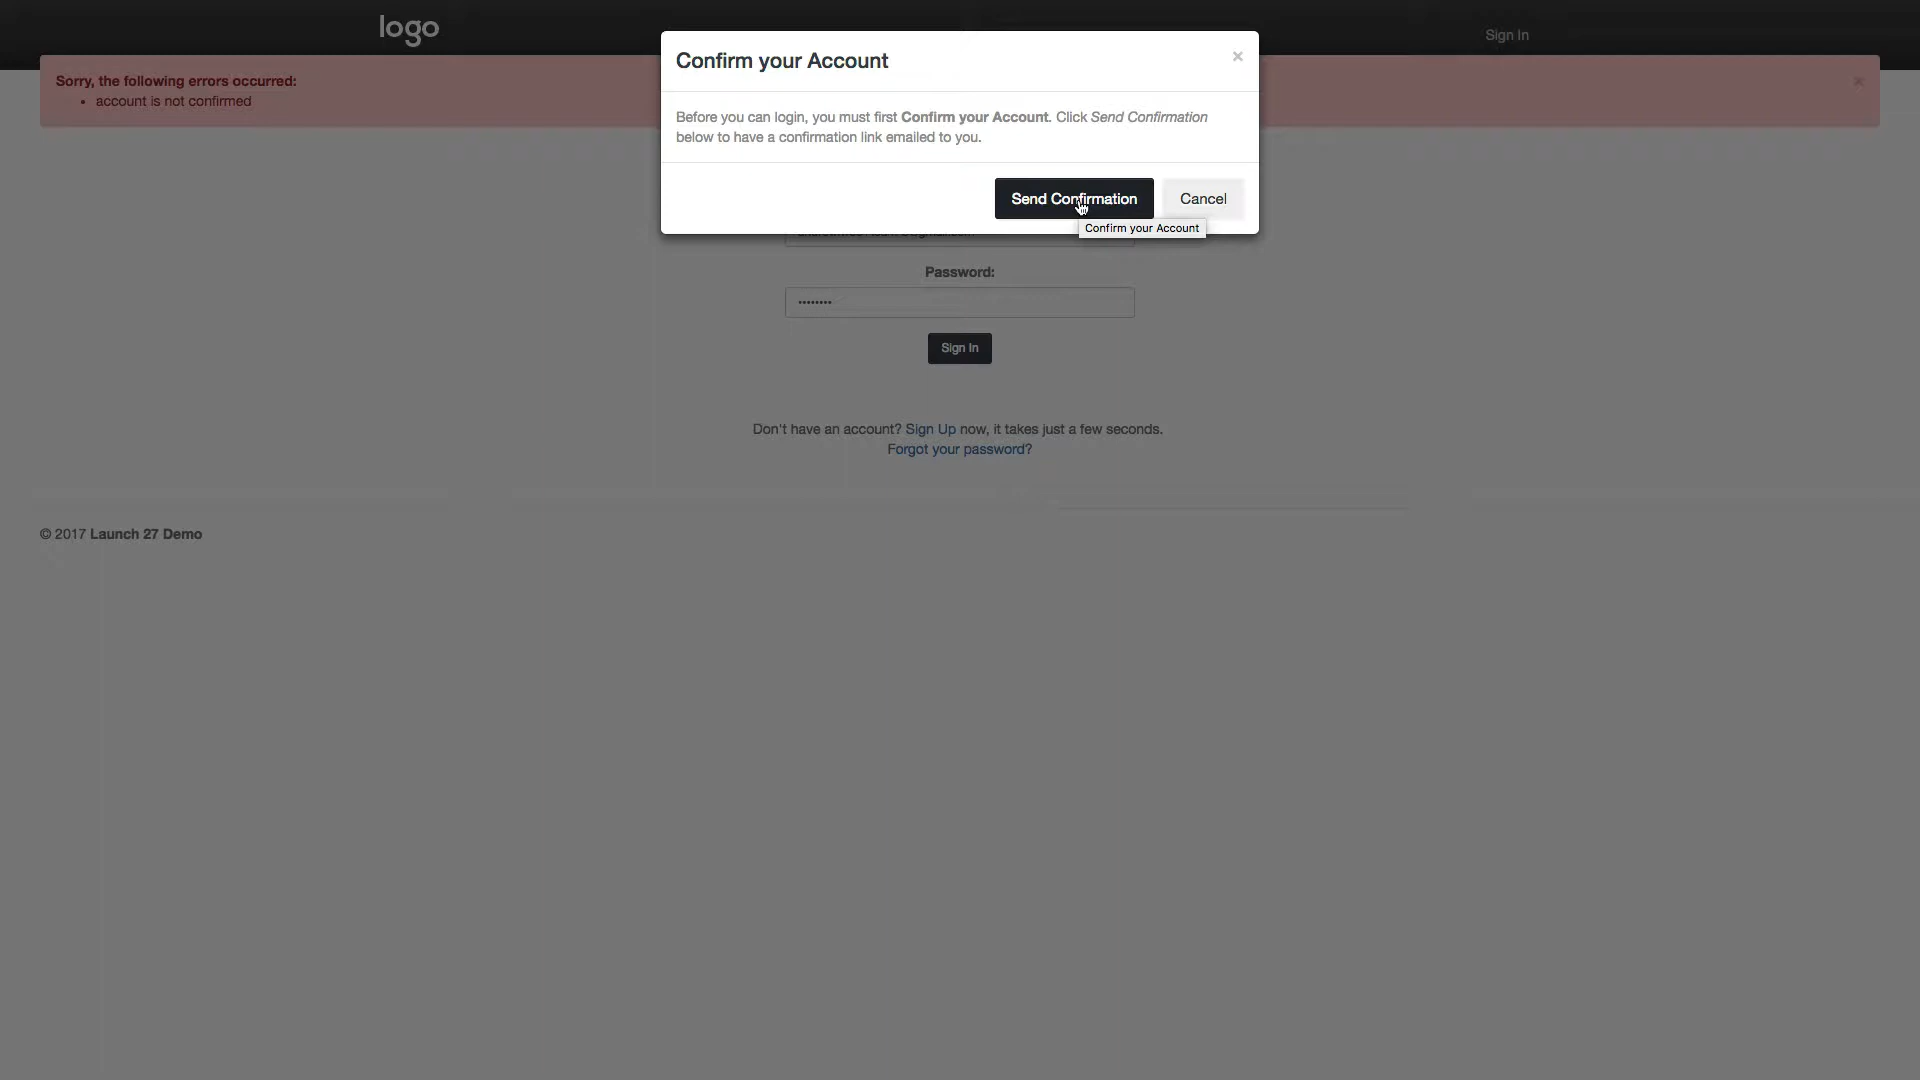 logo
Sign In
Sorry, the following errors occurred:
account is not confirmed
Confirm your Account
Before you can login, you must first Confirm your Account. Click Send Confirmation
below to have a confirmation link emailed to you.
Send Confirmation
Cancel
Confirm your Account
Password:
Sign In
Don't have an account? Sign Up now, it takes just a few seconds.
Forgot your password?
© 2017 Launch 27 Demo